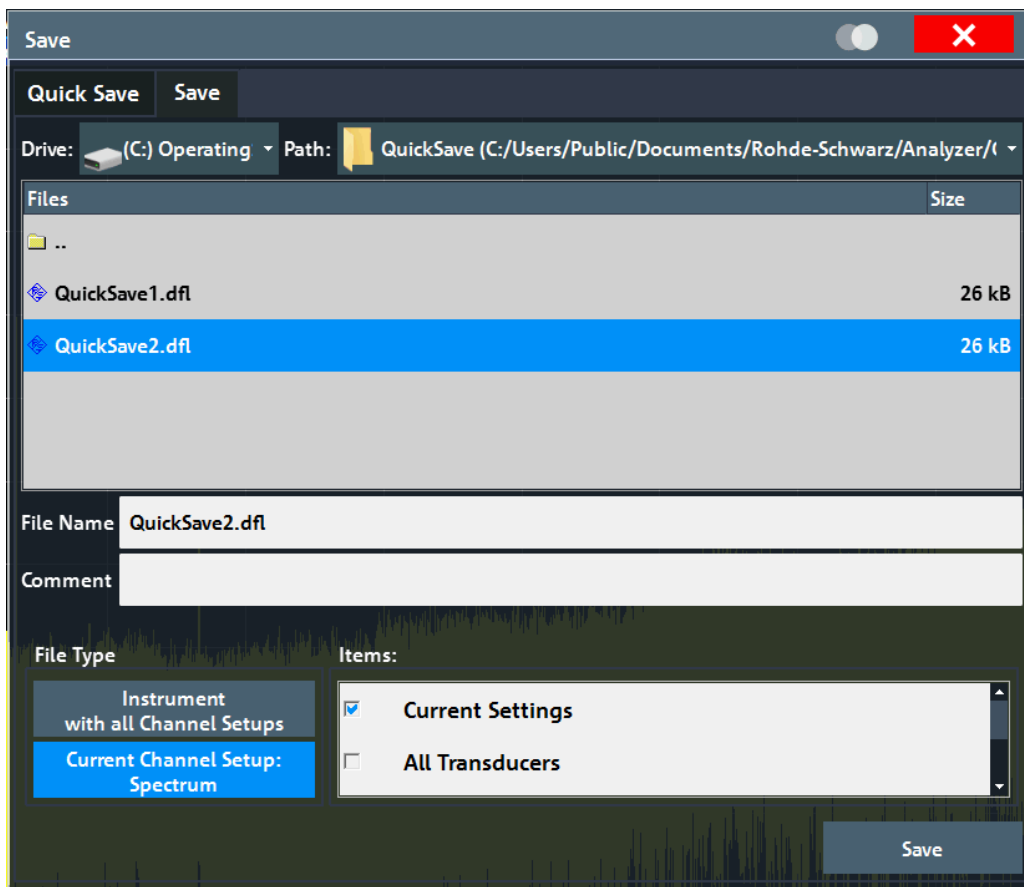 Save
Quick Save Save
Drive: (C:) Operating Path: QuickSave (C:/Users/Public/Documents/Rohde-Schwarz/Analyzer/
Files Size
..
QuickSave1.dfl 26 kB
QuickSave2.dfl 26 kB
File Name QuickSave2.dfl
Comment
File Type Items:
Instrument
with all Channel Setups
Current Channel Setup:
Spectrum
Current Settings
All Transducers
Save